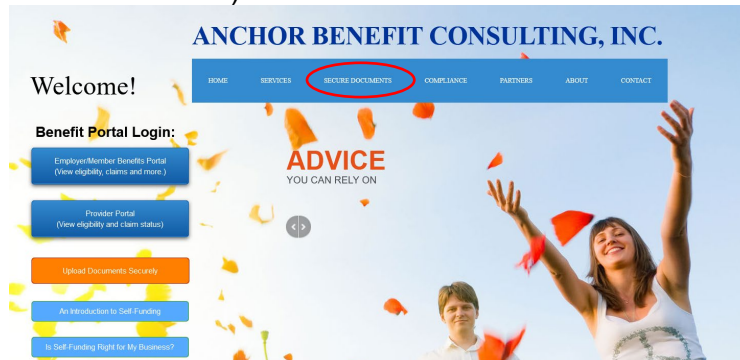 ANCHOR BENEFIT CONSULTING, INC.
HOME SERVICES SECURE DOCUMENTS COMPLIANCE PARTNERS ABOUT CONTACT
Welcome!
Benefit Portal Login:
Employer/Member Benefits Portal
(View eligibility, claims and more.)
Provider Portal
(View eligibility and claim status)
Upload Documents Securely
An Introduction to Self-Funding
Is Self-Funding Right for My Business?
ADVICE
YOU CAN RELY ON